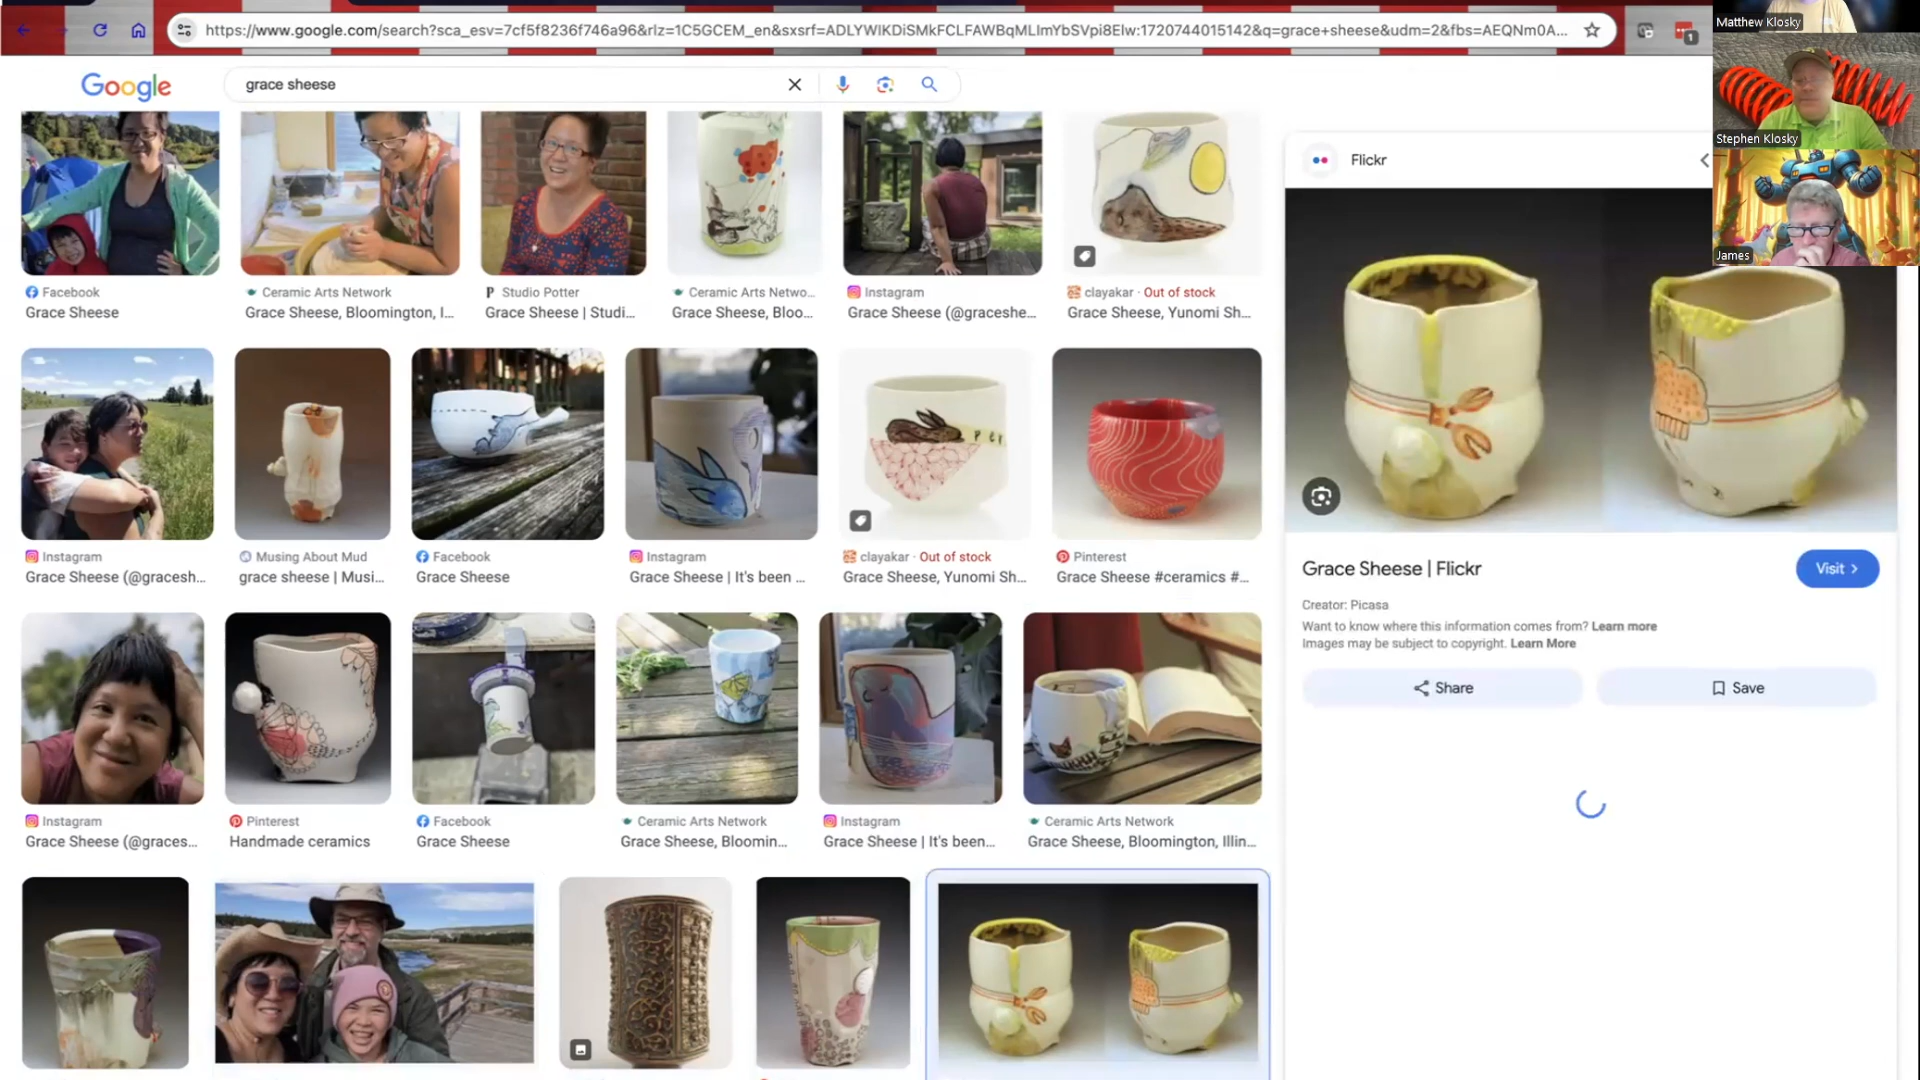 https://www.google.com/search?sca_esv=7cf5f8236f746a96&rlz=1C5GCEM_en&sxsrf=ADLYWIKDiSMkFCLFAWBqMLImYbSVpi8EIw:1720744015142&q=grace+sheese&udm=2&fbs=AEQNm0A...
1
Matthew Klosky
Google
grace sheese
Stephen Klosky
Flickr
James
Facebook
Grace Sheese
Ceramic Arts Network
Grace Sheese, Bloomington, I...
Studio Potter
Grace Sheese | Studi...
Ceramic Arts Netwo...
Grace Sheese, Bloo...
Instagram
Grace Sheese (@graceshe...
clayakar · Out of stock
Grace Sheese, Yunomi Sh...
Instagram
Grace Sheese (@gracesh...
Musing About Mud
grace sheese | Musi...
Facebook
Grace Sheese
Instagram
Grace Sheese | It's been ...
clayakar · Out of stock
Grace Sheese, Yunomi Sh...
Pinterest
Grace Sheese #ceramics #...
Grace Sheese | Flickr
Visit
Creator: Picasa
Want to know where this information comes from? Learn more
Images may be subject to copyright. Learn More
Share
Save
Instagram
Grace Sheese (@graces...
Pinterest
Handmade ceramics
Facebook
Grace Sheese
Ceramic Arts Network
Grace Sheese, Bloomin...
Instagram
Grace Sheese | It's been...
Ceramic Arts Network
Grace Sheese, Bloomington, Illin...